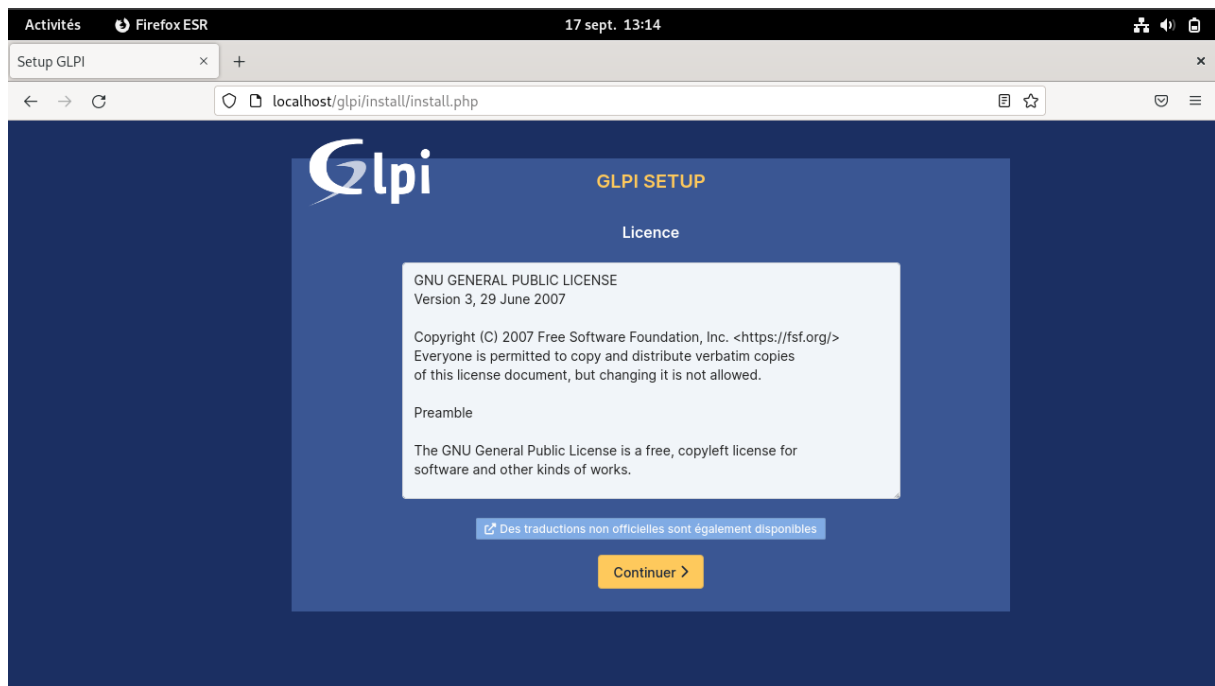 Activités Firefox ESR 17 sept. 13:14
Setup GLPI
localhost/glpi/install/install.php
Glpi
GLPI SETUP
Licence
GNU GENERAL PUBLIC LICENSE
Version 3, 29 June 2007
Copyright (C) 2007 Free Software Foundation, Inc. <https://fsf.org/>
Everyone is permitted to copy and distribute verbatim copies
of this license document, but changing it is not allowed.
Preamble
The GNU General Public License is a free, copyleft license for
software and other kinds of works.
Des traductions non officielles sont également disponibles
Continuer